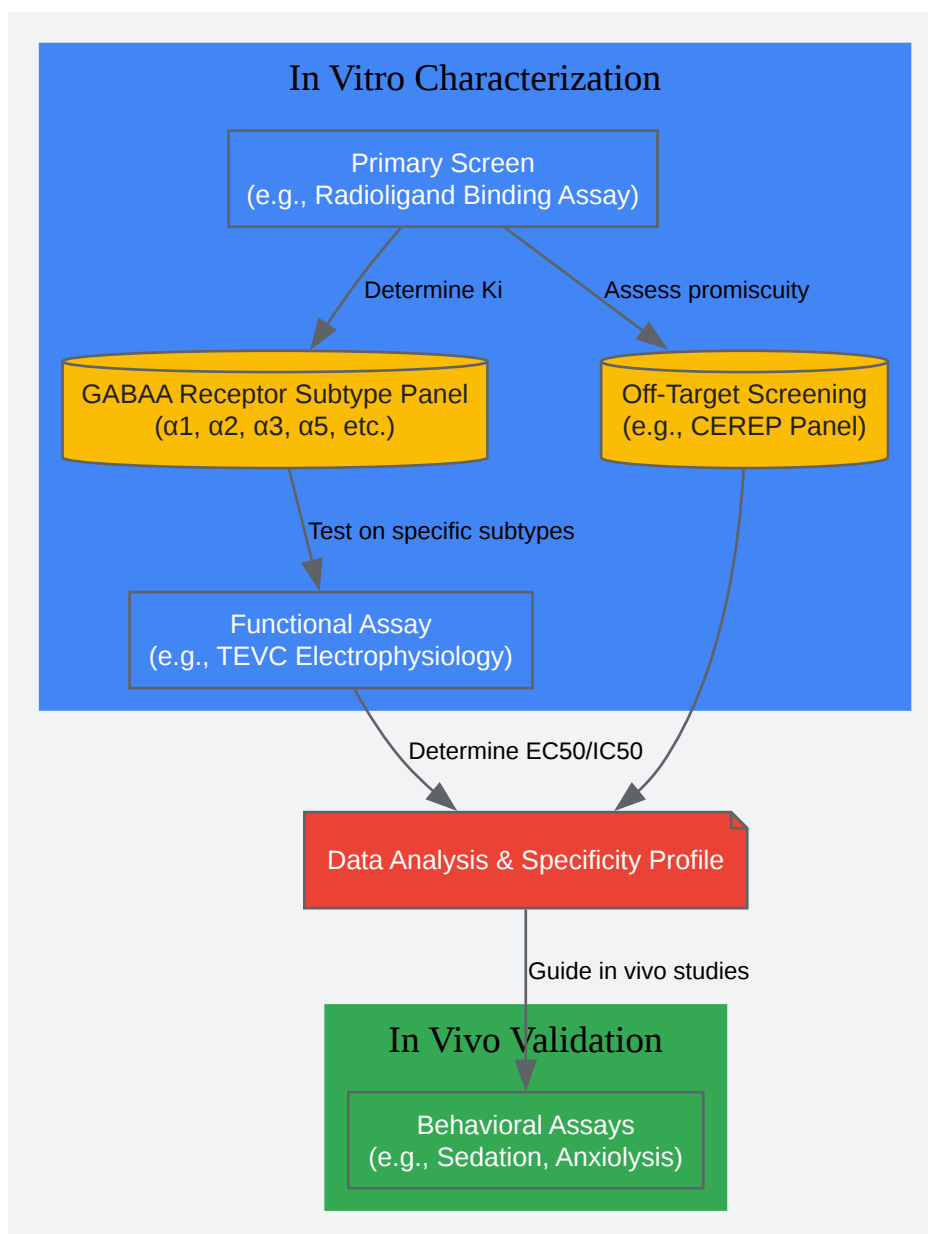 In Vitro Characterization
Primary Screen
(e.g., Radioligand Binding Assay)
Determine Ki
Assess promiscuity
GABAA Receptor Subtype Panel
(α1, α2, α3, α5, etc.)
Off-Target Screening
(e.g., CEREP Panel)
Test on specific subtypes
Functional Assay
(e.g., TEVC Electrophysiology)
Determine EC50/IC50
Data Analysis & Specificity Profile
Guide in vivo studies
In Vivo Validation
Behavioral Assays
(e.g., Sedation, Anxiolysis)